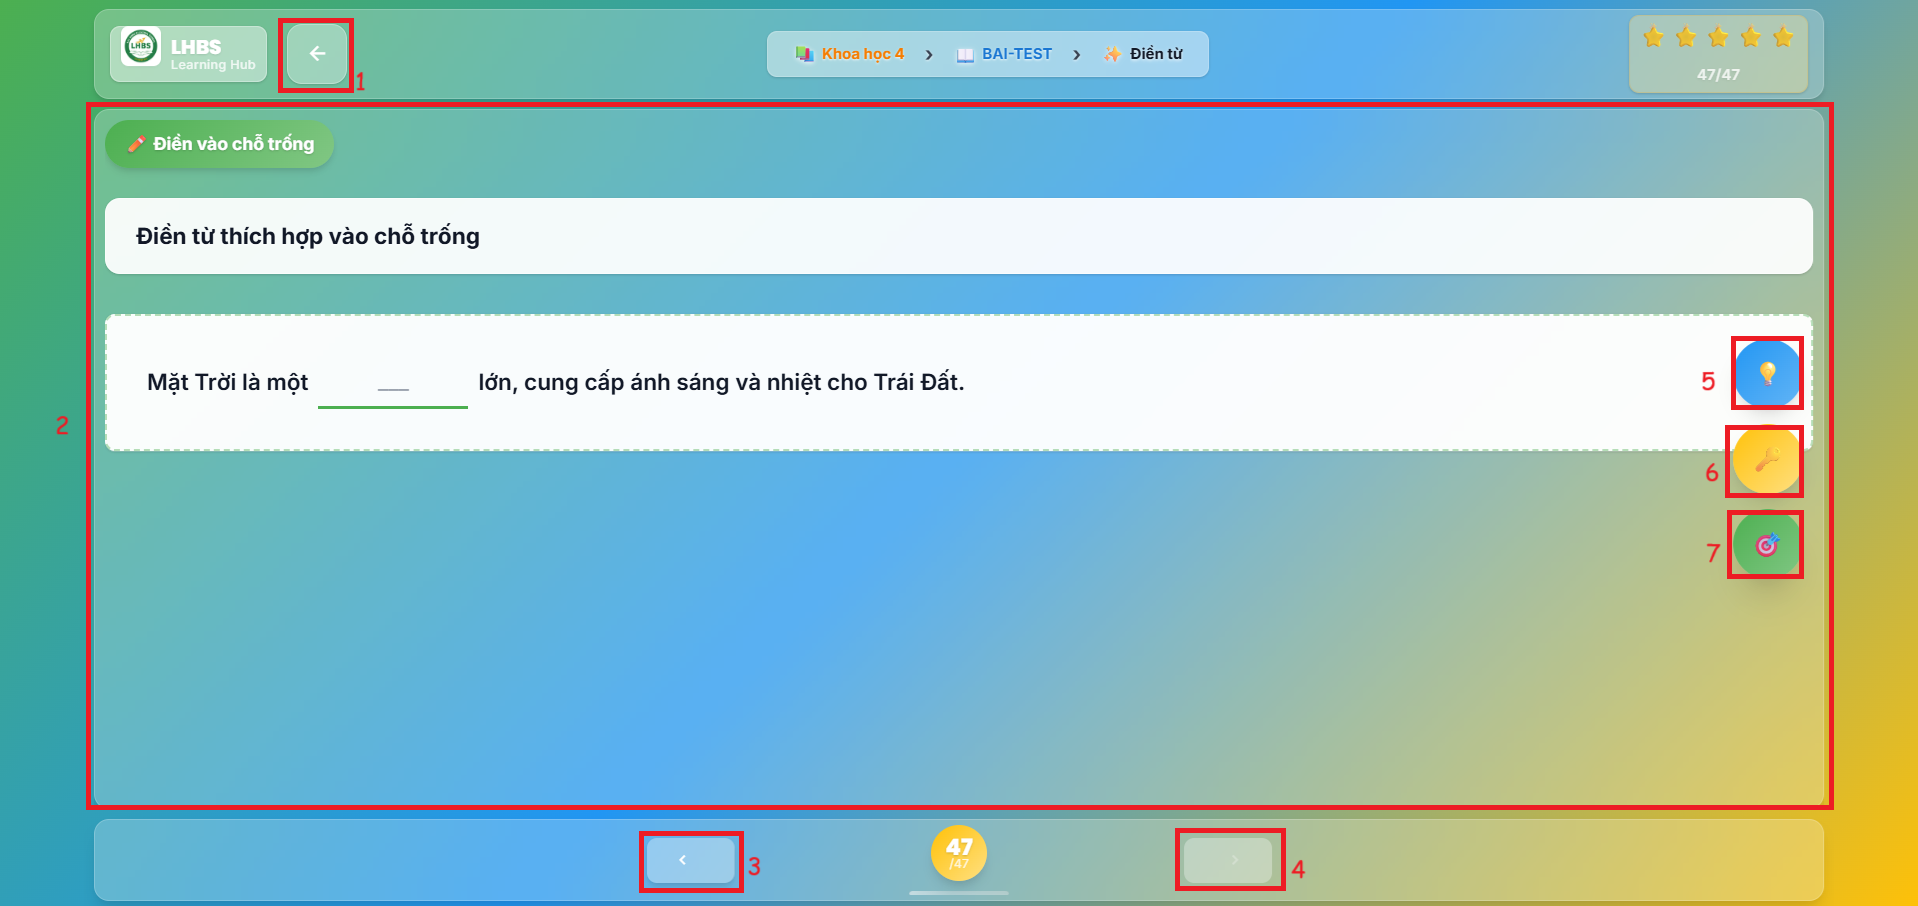 LHBS
LHBS
Learning Hub
1
Khoa học 4 › BAI-TEST › Điền từ
47/47
Điền vào chỗ trống
Điền từ thích hợp vào chỗ trống
Mặt Trời là một ___ lớn, cung cấp ánh sáng và nhiệt cho Trái Đất.
2
5
6
7
3
47
/47
4